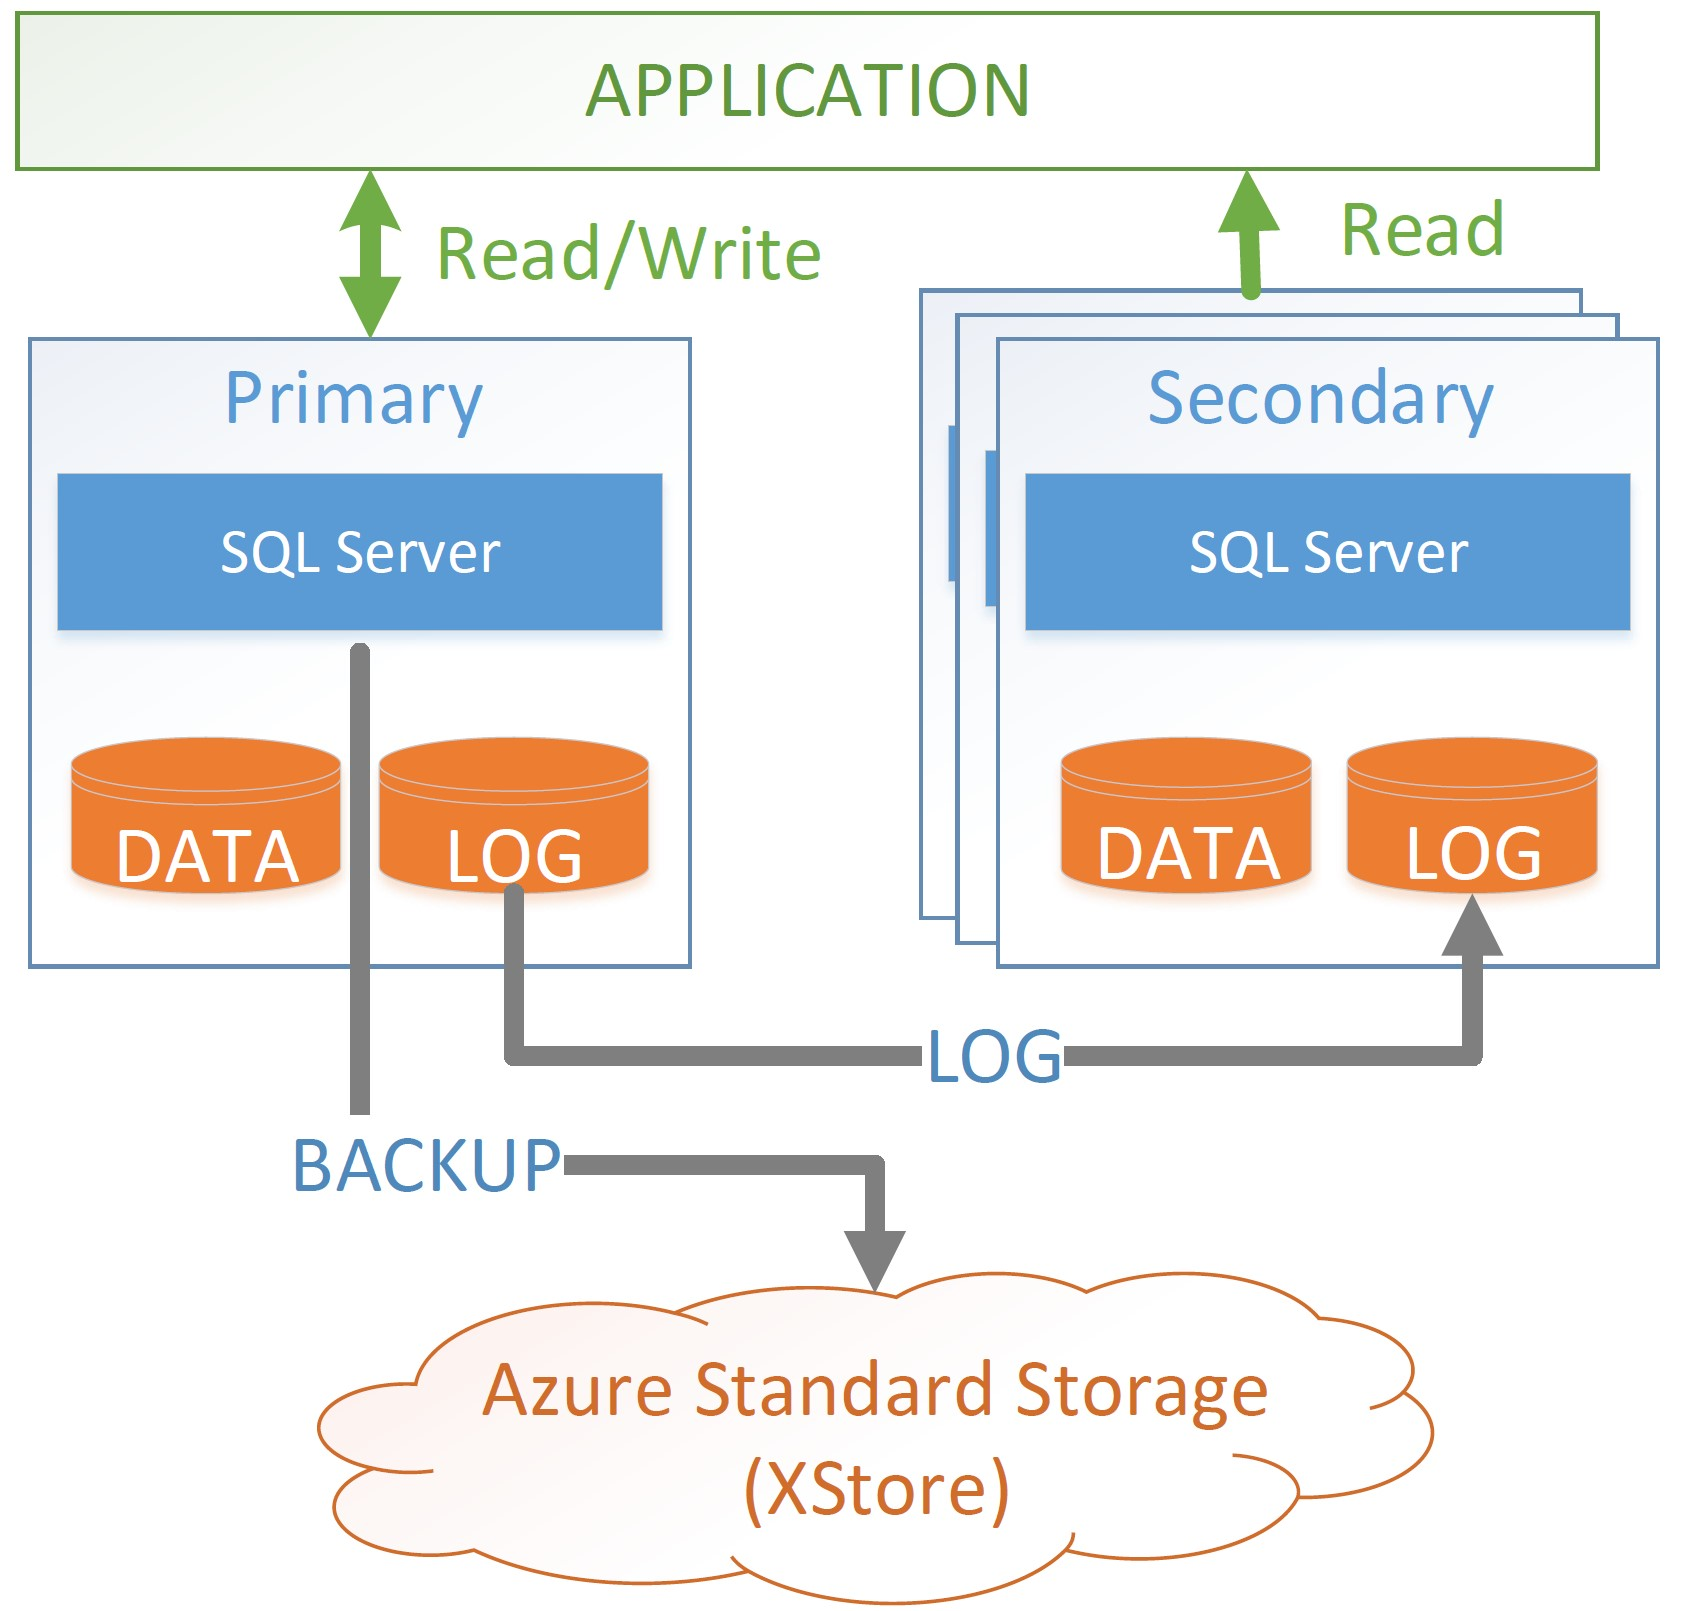 APPLICATION
Read/Write
Read
Primary
Secondary
SQL Server
SQL Server
DATA
LOG
DATA
LOG
LOG
BACKUP
Azure Standard Storage
(XStore)